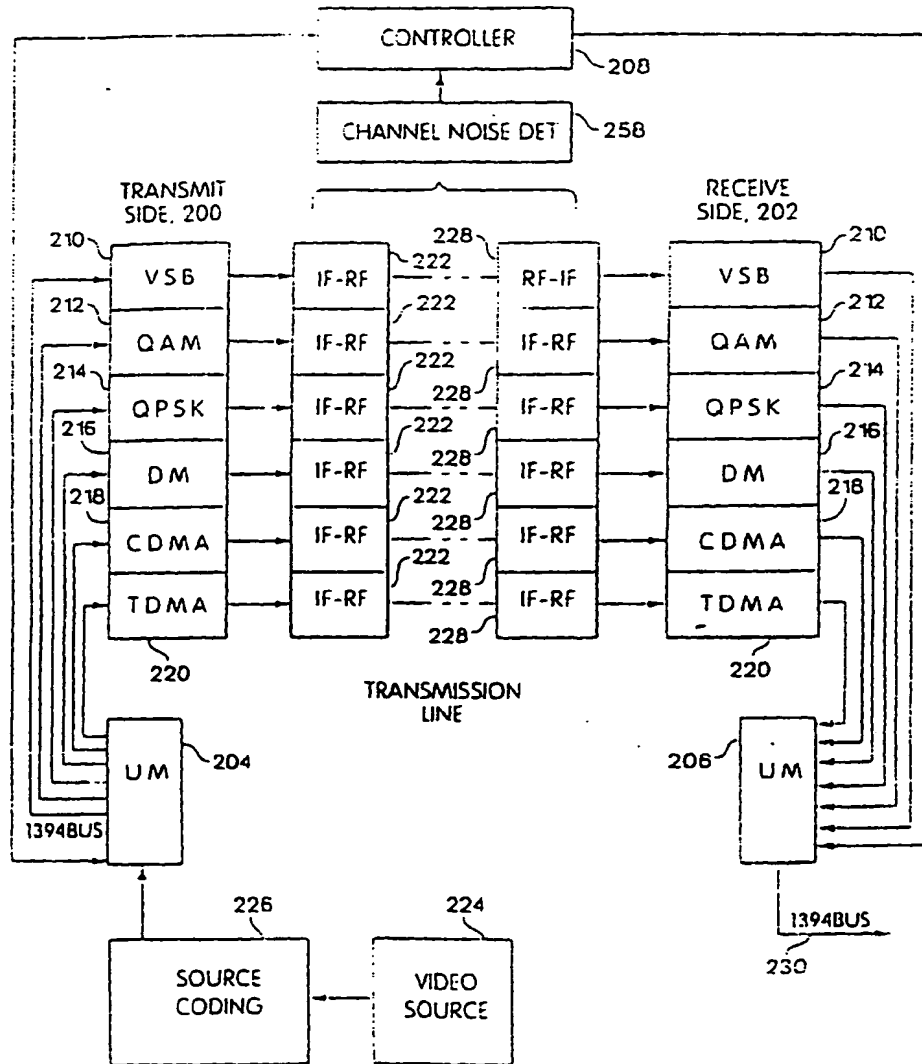 CONTROLLER
208
CHANNEL NOISE DET
258
TRANSMIT
SIDE, 200
RECEIVE
SIDE, 202
210
VSB
222
IF-RF
228
RF-IF
VSB
210
212
QAM
222
IF-RF
IF-RF
228
QAM
212
214
QPSK
222
IF-RF
IF-RF
228
QPSK
214
216
DM
222
IF-RF
IF-RF
228
DM
216
218
CDMA
222
IF-RF
IF-RF
228
CDMA
218
TDMA
222
IF-RF
IF-RF
228
TDMA
220
220
TRANSMISSION
LINE
UM
204
206
UM
1394BUS
226
SOURCE
CODING
224
VIDEO
SOURCE
1394BUS
230